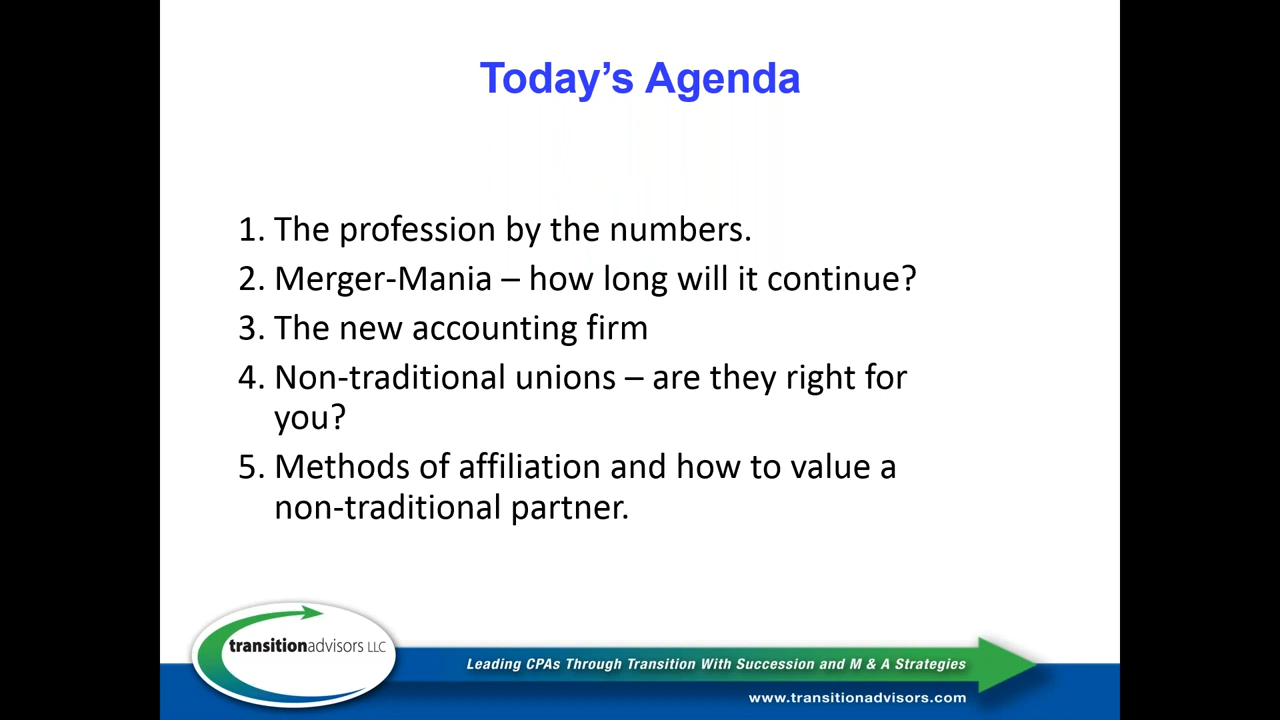 Today’s Agenda
1. The profession by the numbers.
2. Merger-Mania – how long will it continue?
3. The new accounting firm
4. Non-traditional unions – are they right for
you?
5. Methods of affiliation and how to value a
non-traditional partner.
transitionadvisors LLC
Leading CPAs Through Transition With Succession and M & A Strategies
www.transitionadvisors.com